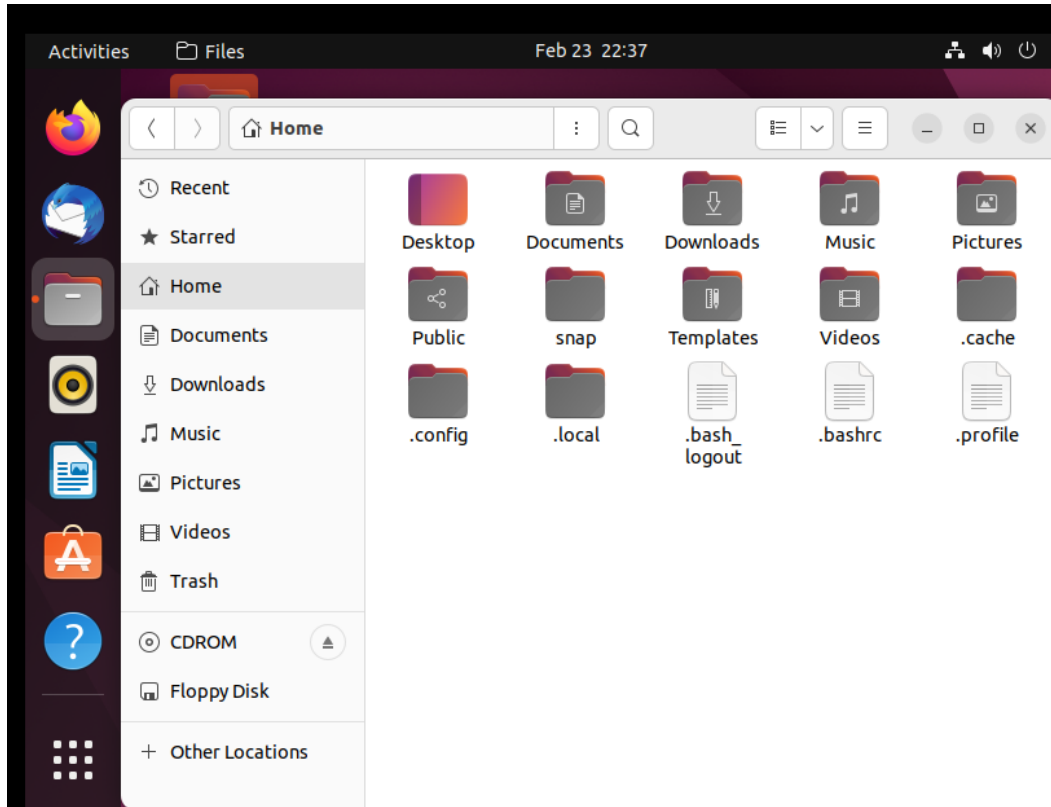 Activities Files Feb 23 22:37
Home
Recent
Starred
Home
Documents
Downloads
Music
Pictures
Videos
Trash
CDROM
Floppy Disk
+ Other Locations
Desktop Documents Downloads Music Pictures
Public snap Templates Videos .cache
.config .local .bash_ .bashrc .profile
logout